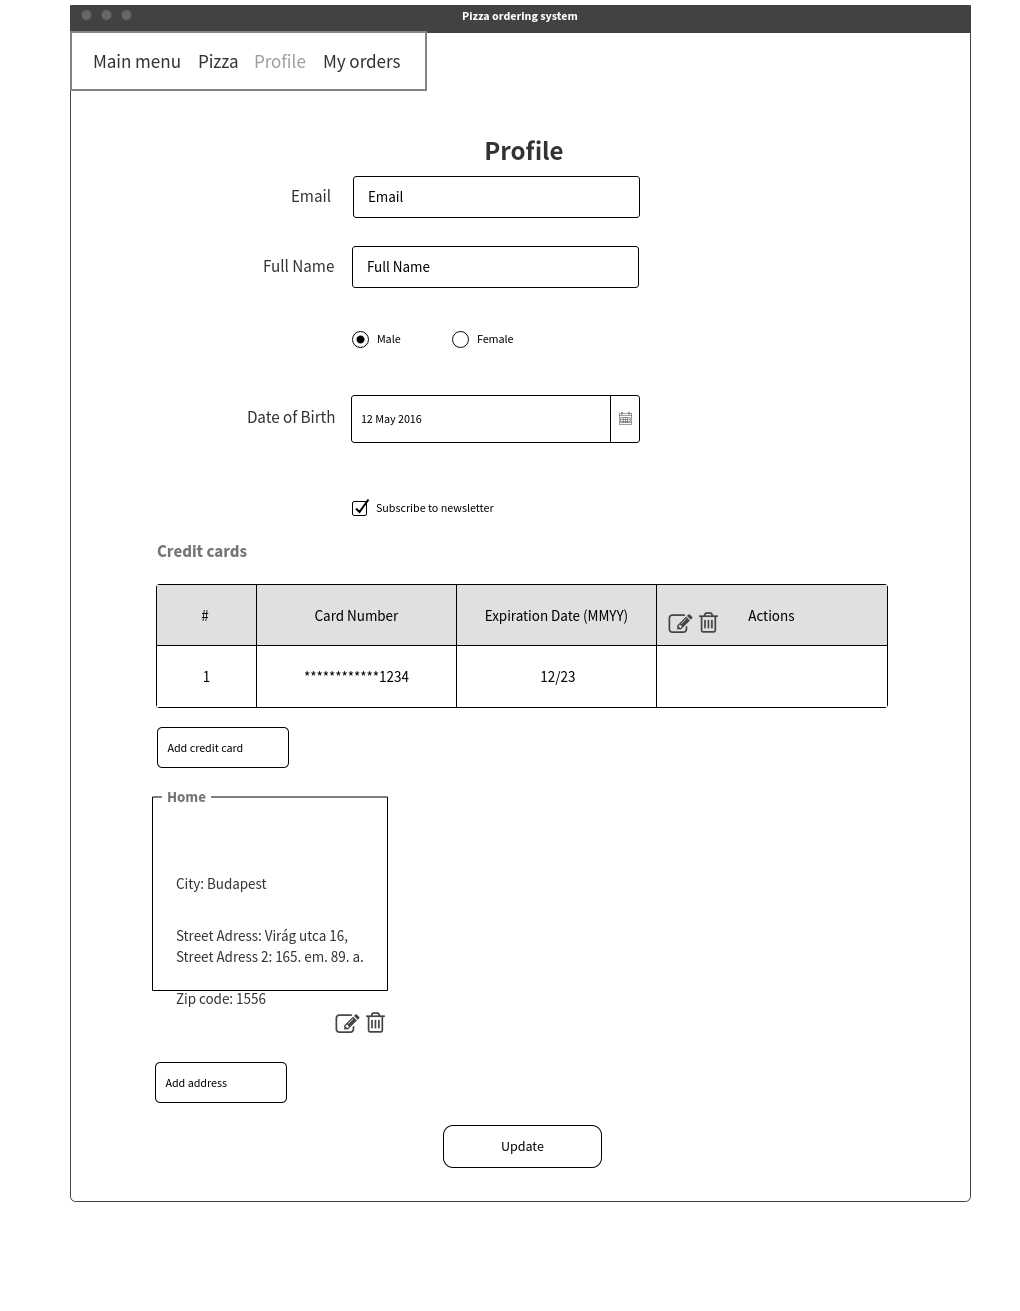 Pizza ordering system
Main menu Pizza Profile My orders
Profile
Email Email
Full Name Full Name
Male Female
Date of Birth 12 May 2016
Subscribe to newsletter
Credit cards
# Card Number Expiration Date (MMYY) Actions
1 ************1234 12/23
Add credit card
Home
City: Budapest
Street Adress: Virág utca 16,
Street Adress 2: 165. em. 89. a.
Zip code: 1556
Add address
Update